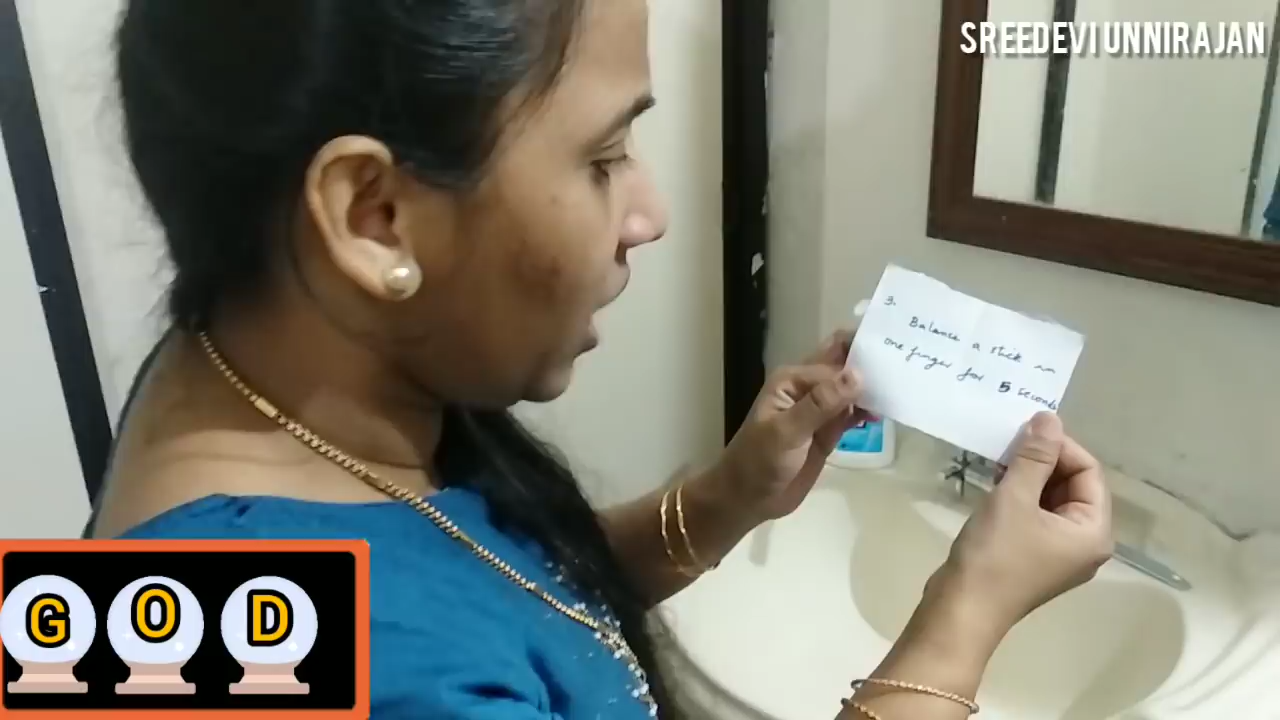 SREEDEVI UNNIRAJAN
3.
Balance a stick on
one finger for 5 seconds
G O D